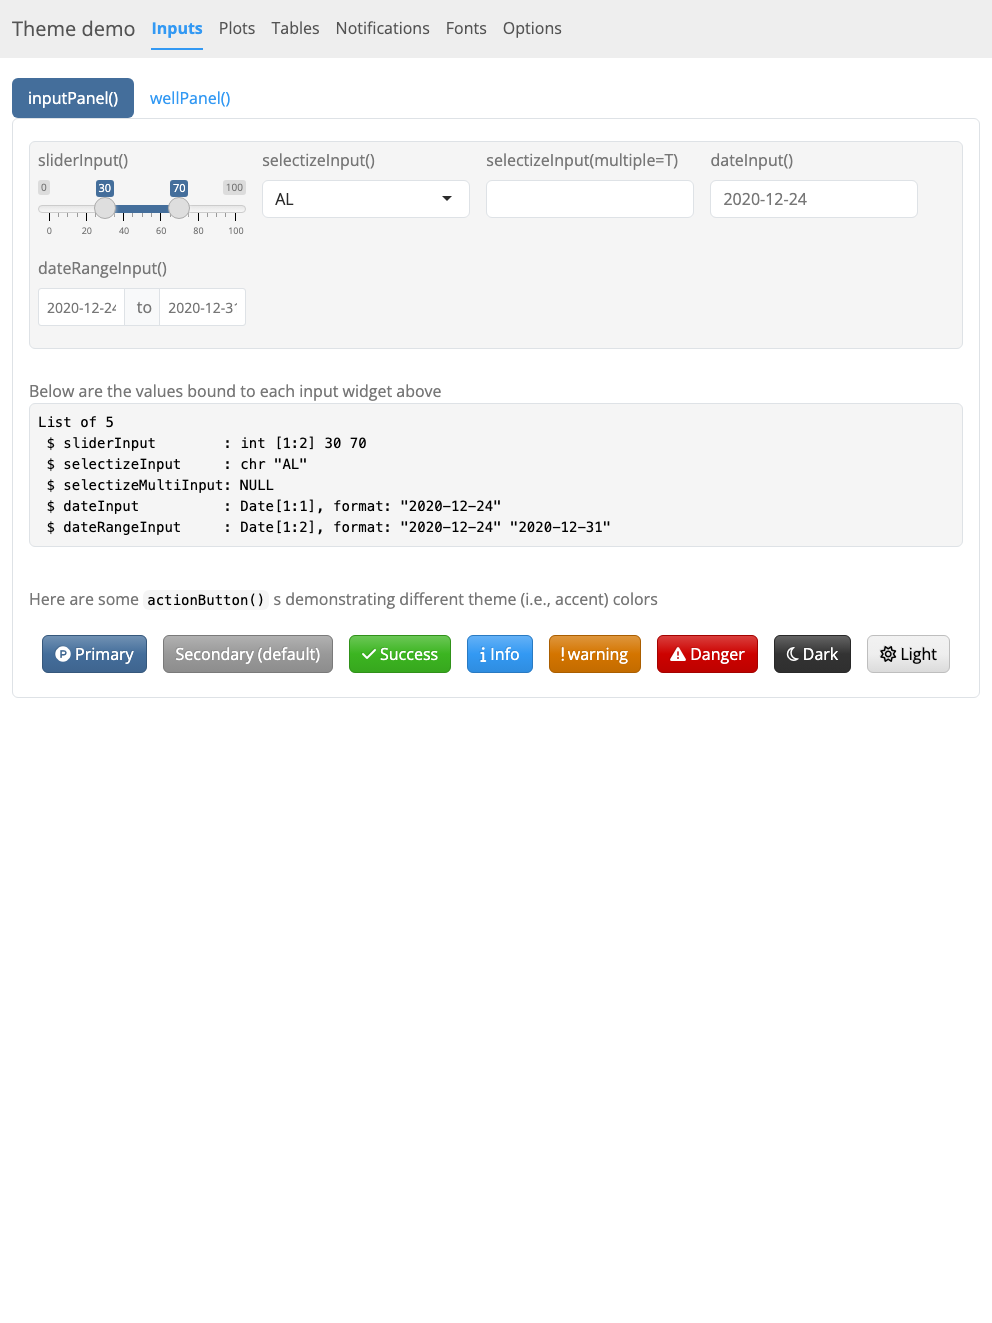 Theme demo Inputs Plots Tables Notifications Fonts Options
inputPanel() wellPanel()
sliderInput() selectizeInput() selectizeInput(multiple=T) dateInput()
0 30 70 100
AL 2020-12-24
0 20 40 60 80 100
dateRangeInput()
2020-12-24 to 2020-12-31
Below are the values bound to each input widget above
List of 5
$ sliderInput : int [1:2] 30 70
$ selectizeInput : chr "AL"
$ selectizeMultiInput: NULL
$ dateInput : Date[1:1], format: "2020-12-24"
$ dateRangeInput : Date[1:2], format: "2020-12-24" "2020-12-31"
Here are some actionButton() s demonstrating different theme (i.e., accent) colors
Primary Secondary (default) Success Info warning Danger Dark Light